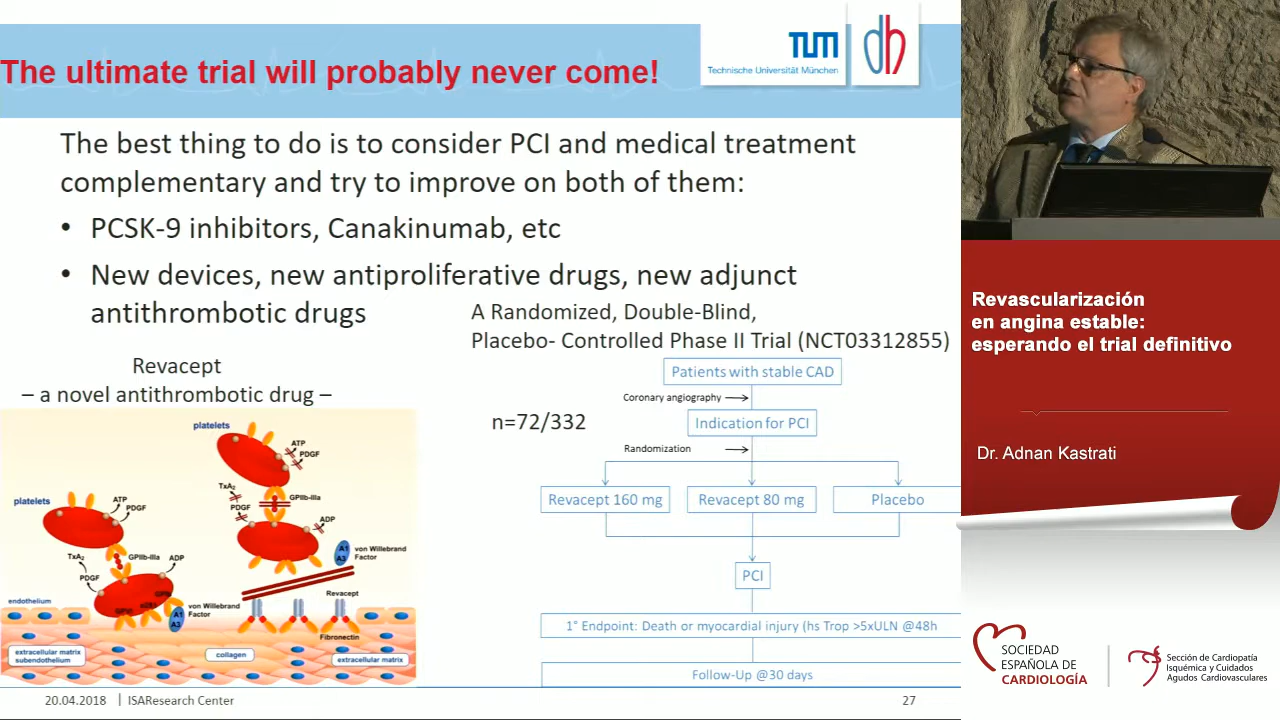 The ultimate trial will probably never come!
TUM
Technische Universität München
The best thing to do is to consider PCI and medical treatment
complementary and try to improve on both of them:
• PCSK-9 inhibitors, Canakinumab, etc
• New devices, new antiproliferative drugs, new adjunct
antithrombotic drugs
A Randomized, Double-Blind,
Placebo- Controlled Phase II Trial (NCT03312855)
Revacept
– a novel antithrombotic drug –
Patients with stable CAD
Coronary angiography
n=72/332
Indication for PCI
Randomization
Revacept 160 mg
Revacept 80 mg
Placebo
PCI
1° Endpoint: Death or myocardial injury (hs Trop >5xULN @48h
Follow-Up @30 days
platelets
ATP
PDGF
TxA2
GPIIb-IIIa
PDGF
ADP
A1
A3
von Willebrand
Factor
Revacept
Fibronectin
platelets
ATP
PDGF
TxA2
GPIIb-IIIa
ADP
PDGF
endothelium
von Willebrand
Factor
A1
A3
extracellular matrix
subendothelium
collagen
extracellular matrix
20.04.2018
ISAResearch Center
27
Revascularización
en angina estable:
esperando el trial definitivo
Dr. Adnan Kastrati
SOCIEDAD
ESPAÑOLA DE
CARDIOLOGÍA
Sección de Cardiopatía
Isquémica y Cuidados
Agudos Cardiovasculares